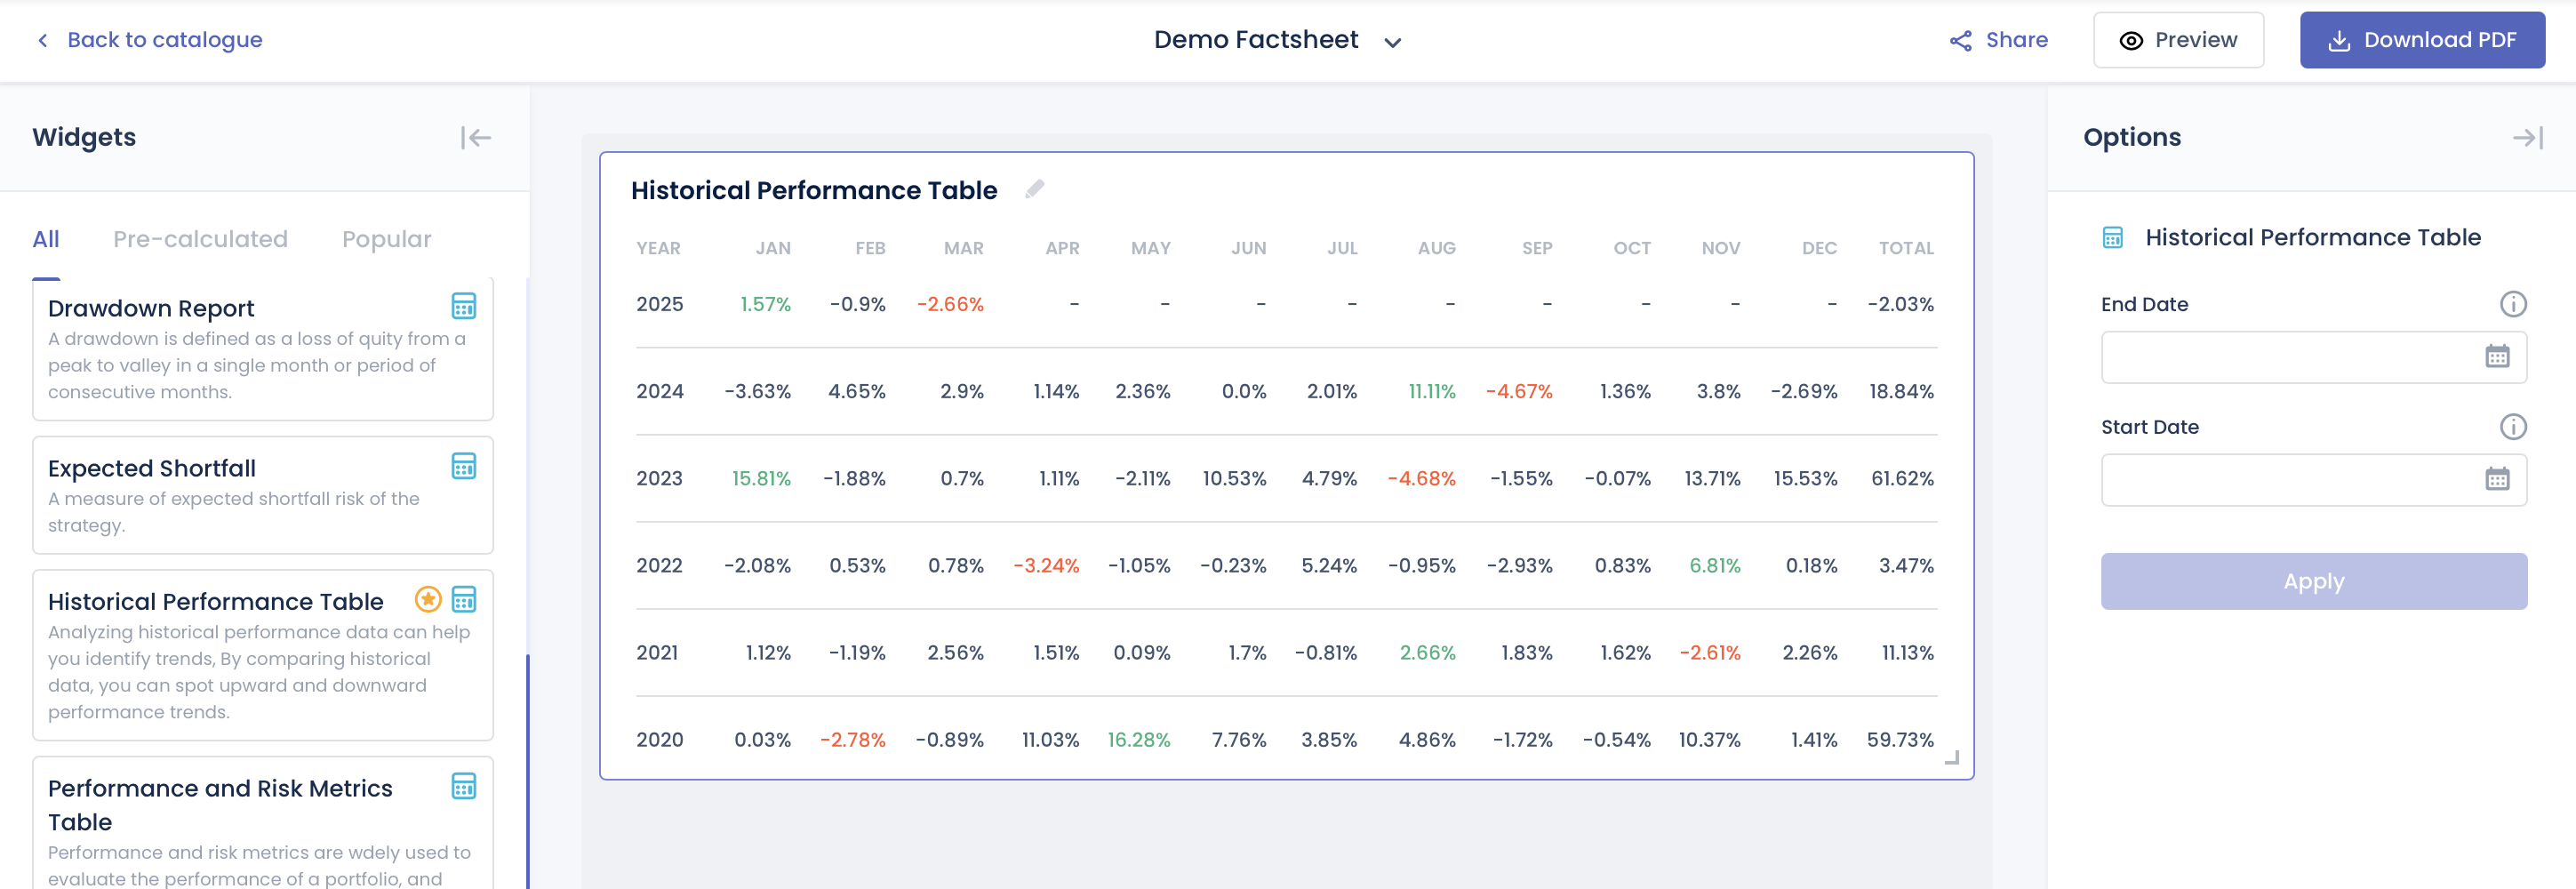 Back to catalogue
Demo Factsheet
Share
Preview
Download PDF
Widgets
All Pre-calculated Popular
Drawdown Report
A drawdown is defined as a loss of quity from a
peak to valley in a single month or period of
consecutive months.
Expected Shortfall
A measure of expected shortfall risk of the
strategy.
Historical Performance Table
Analyzing historical performance data can help
you identify trends, By comparing historical
data, you can spot upward and downward
performance trends.
Performance and Risk Metrics
Table
Performance and risk metrics are wdely used to
evaluate the performance of a portfolio, and
Historical Performance Table
YEAR JAN FEB MAR APR MAY JUN JUL AUG SEP OCT NOV DEC TOTAL
2025 1.57% -0.9% -2.66% - - - - - - - - - -2.03%
2024 -3.63% 4.65% 2.9% 1.14% 2.36% 0.0% 2.01% 11.11% -4.67% 1.36% 3.8% -2.69% 18.84%
2023 15.81% -1.88% 0.7% 1.11% -2.11% 10.53% 4.79% -4.68% -1.55% -0.07% 13.71% 15.53% 61.62%
2022 -2.08% 0.53% 0.78% -3.24% -1.05% -0.23% 5.24% -0.95% -2.93% 0.83% 6.81% 0.18% 3.47%
2021 1.12% -1.19% 2.56% 1.51% 0.09% 1.7% -0.81% 2.66% 1.83% 1.62% -2.61% 2.26% 11.13%
2020 0.03% -2.78% -0.89% 11.03% 16.28% 7.76% 3.85% 4.86% -1.72% -0.54% 10.37% 1.41% 59.73%
Options
Historical Performance Table
End Date
Start Date
Apply